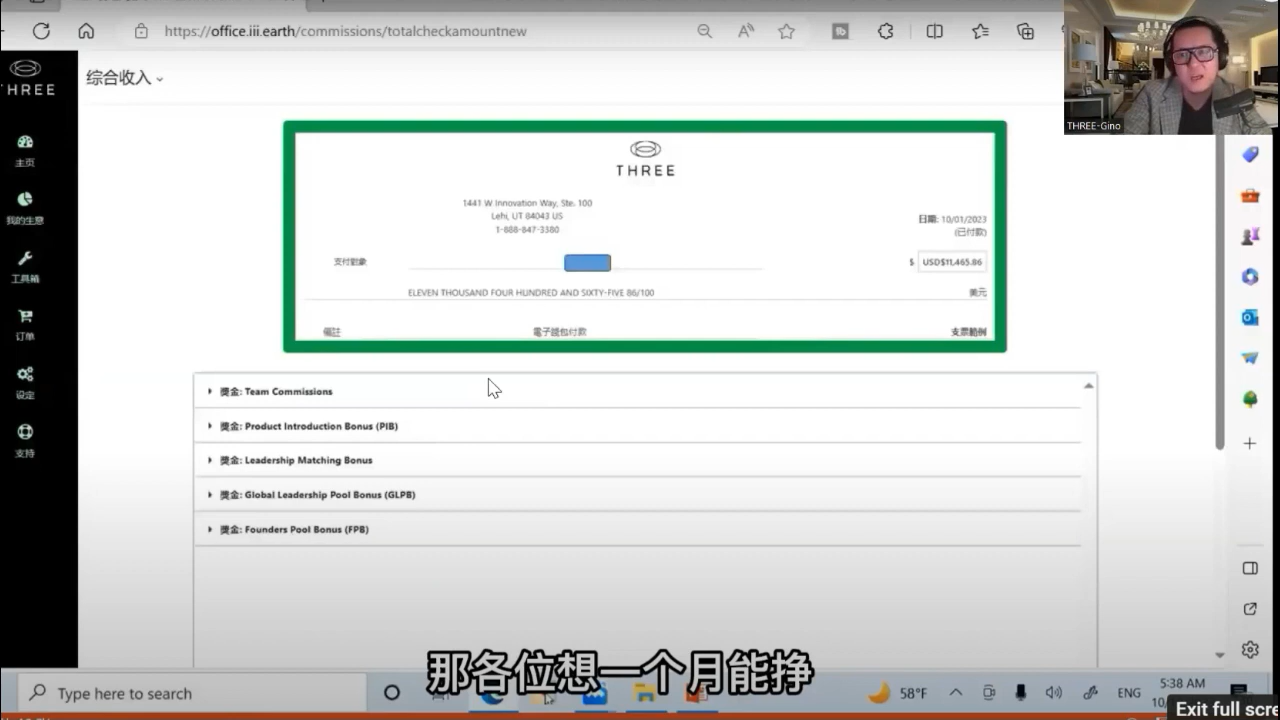 https://office.iii.earth/commissions/totalcheckamountnew
THREE-Gino
THREE
综合收入
主页
我的生意
工具箱
订单
设定
支持
THREE
1441 W Innovation Way, Ste. 100
Lehi, UT 84043 US
1-888-847-3380
日期: 10/01/2023
(已付款)
支付對象
$ USD$11,465.86
ELEVEN THOUSAND FOUR HUNDRED AND SIXTY-FIVE 86/100
美元
備註
電子錢包付款
支票範例
獎金: Team Commissions
獎金: Product Introduction Bonus (PIB)
獎金: Leadership Matching Bonus
獎金: Global Leadership Pool Bonus (GLPB)
獎金: Founders Pool Bonus (FPB)
那各位想一个月能挣
Type here to search
58°F
ENG
5:38 AM
Exit full scre